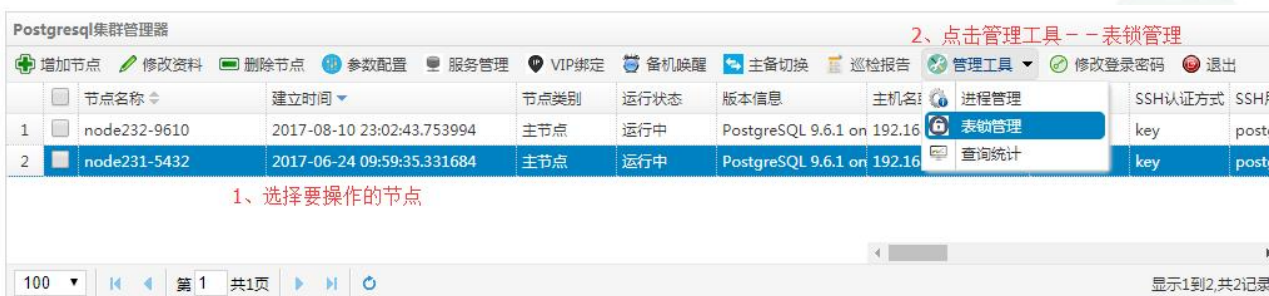 Postgresql集群管理器
2、点击管理工具－－表锁管理
增加节点 修改资料 删除节点 参数配置 服务管理 VIP绑定 备机唤醒 主备切换 巡检报告 管理工具 修改登录密码 退出
节点名称 建立时间 节点类别 运行状态 版本信息 主机名 SSH认证方式 SSH用
进程管理
1 node232-9610 2017-08-10 23:02:43.753994 主节点 运行中 PostgreSQL 9.6.1 on 192.16 key post
表锁管理
2 node231-5432 2017-06-24 09:59:35.331684 主节点 运行中 PostgreSQL 9.6.1 on 192.16 key post
查询统计
1、选择要操作的节点
100 第 1 共1页 显示1到2,共2记录